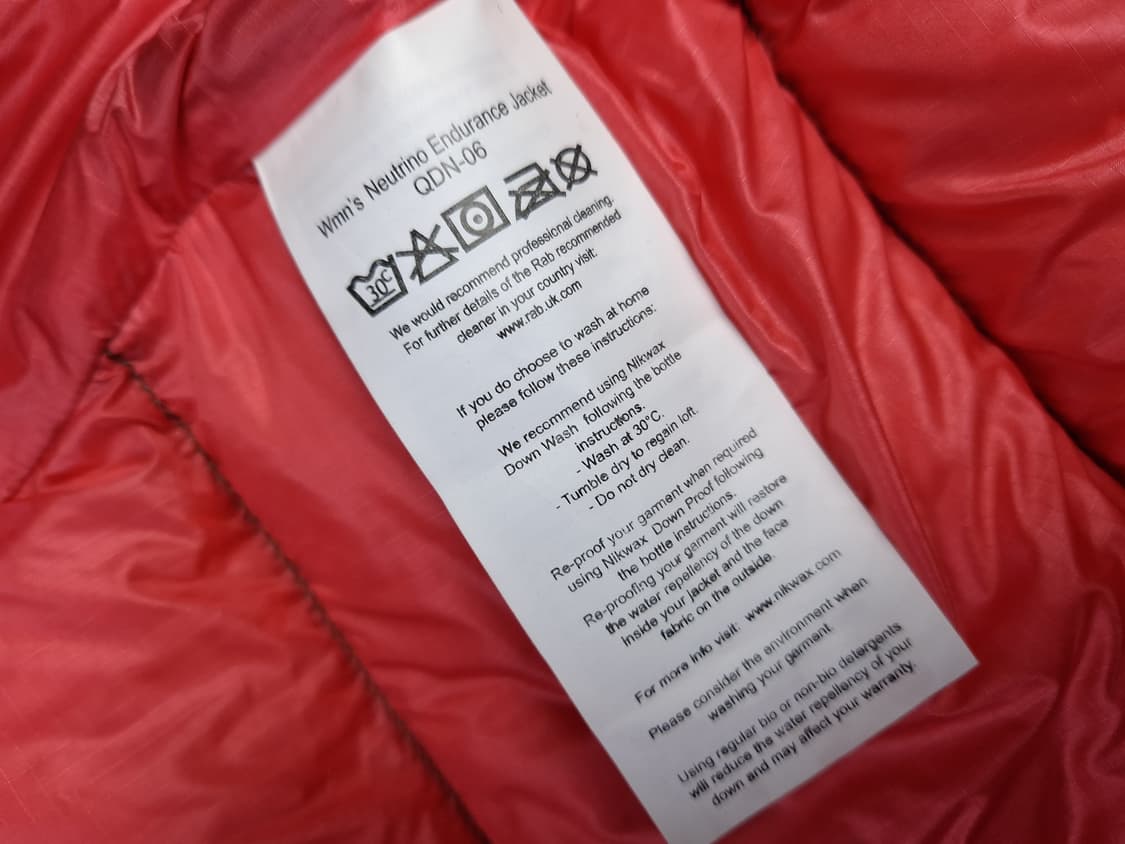 Wmn's Neutrino Endurance Jacket
QDN-06
30°C
We would recommend professional cleaning.
For further details of the Rab recommended
cleaner in your country visit:
www.rab.uk.com
If you do choose to wash at home
please follow these instructions:
We recommend using Nikwax
Down Wash following the bottle
instructions.
- Wash at 30°C.
- Tumble dry to regain loft.
- Do not dry clean.
Re-proof your garment when required
using Nikwax Down Proof following
the bottle instructions.
Re-proofing your garment will restore
the water repellency of the down
inside your jacket and the face
fabric on the outside.
For more info visit: www.nikwax.com
Please consider the environment when
washing your garment.
Using regular bio or non-bio detergents
will reduce the water repellency of your
down and may affect your warranty.